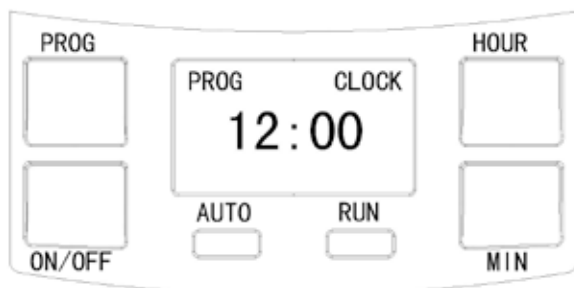 PROG
HOUR
PROG CLOCK
12:00
AUTO RUN
ON/OFF
MIN